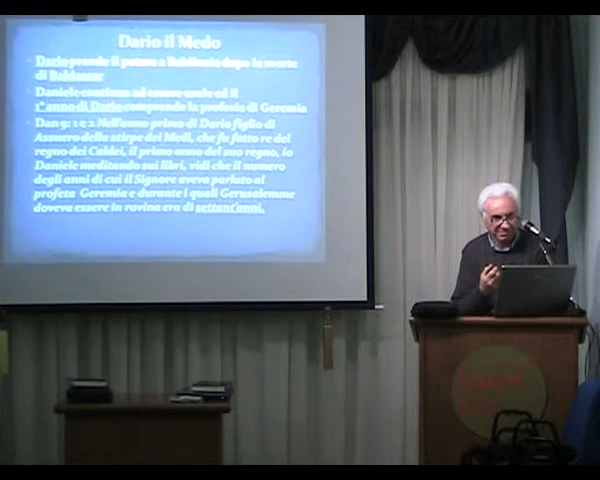 Dario il Medo
Dario prende il potere a Babilonia dopo la morte
di Baldassar
Daniele continua ad essere esule ed il
1° anno di Dario comprende la profezia di Geremia
Dan 9: 1 e 2 Nell'anno primo di Dario figlio di
Assuero della stirpe dei Medi, che fu fatto re del
regno dei Caldei, il primo anno del suo regno, io
Daniele meditando sui libri, vidi che il numero
degli anni di cui il Signore aveva parlato al
profeta Geremia e durante i quali Gerusalemme
doveva essere in rovina era di settant'anni.